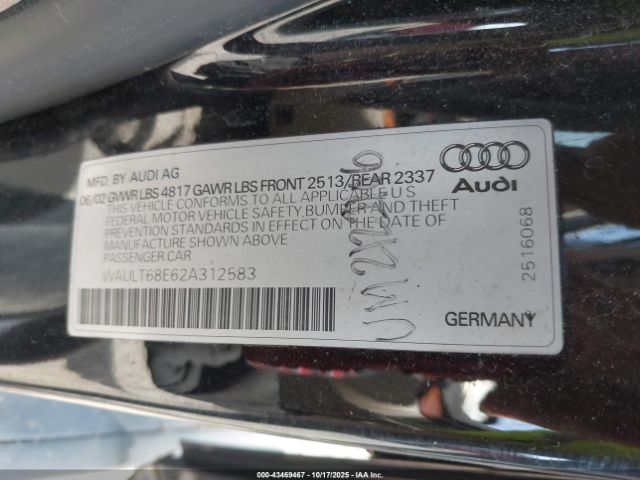 MFD. BY AUDI AG
06/02 GVWR LBS 4817 GAWR LBS FRONT 2513/REAR 2337
THIS VEHICLE CONFORMS TO ALL APPLICABLE U S
FEDERAL MOTOR VEHICLE SAFETY BUMPER AND THEFT
PREVENTION STANDARDS IN EFFECT ON THE DATE OF
MANUFACTURE SHOWN ABOVE
PASSENGER CAR
WAULT68E62A312583
Audi
2516068
GERMANY
000-43469467 - 10/17/2025 - IAA Inc.